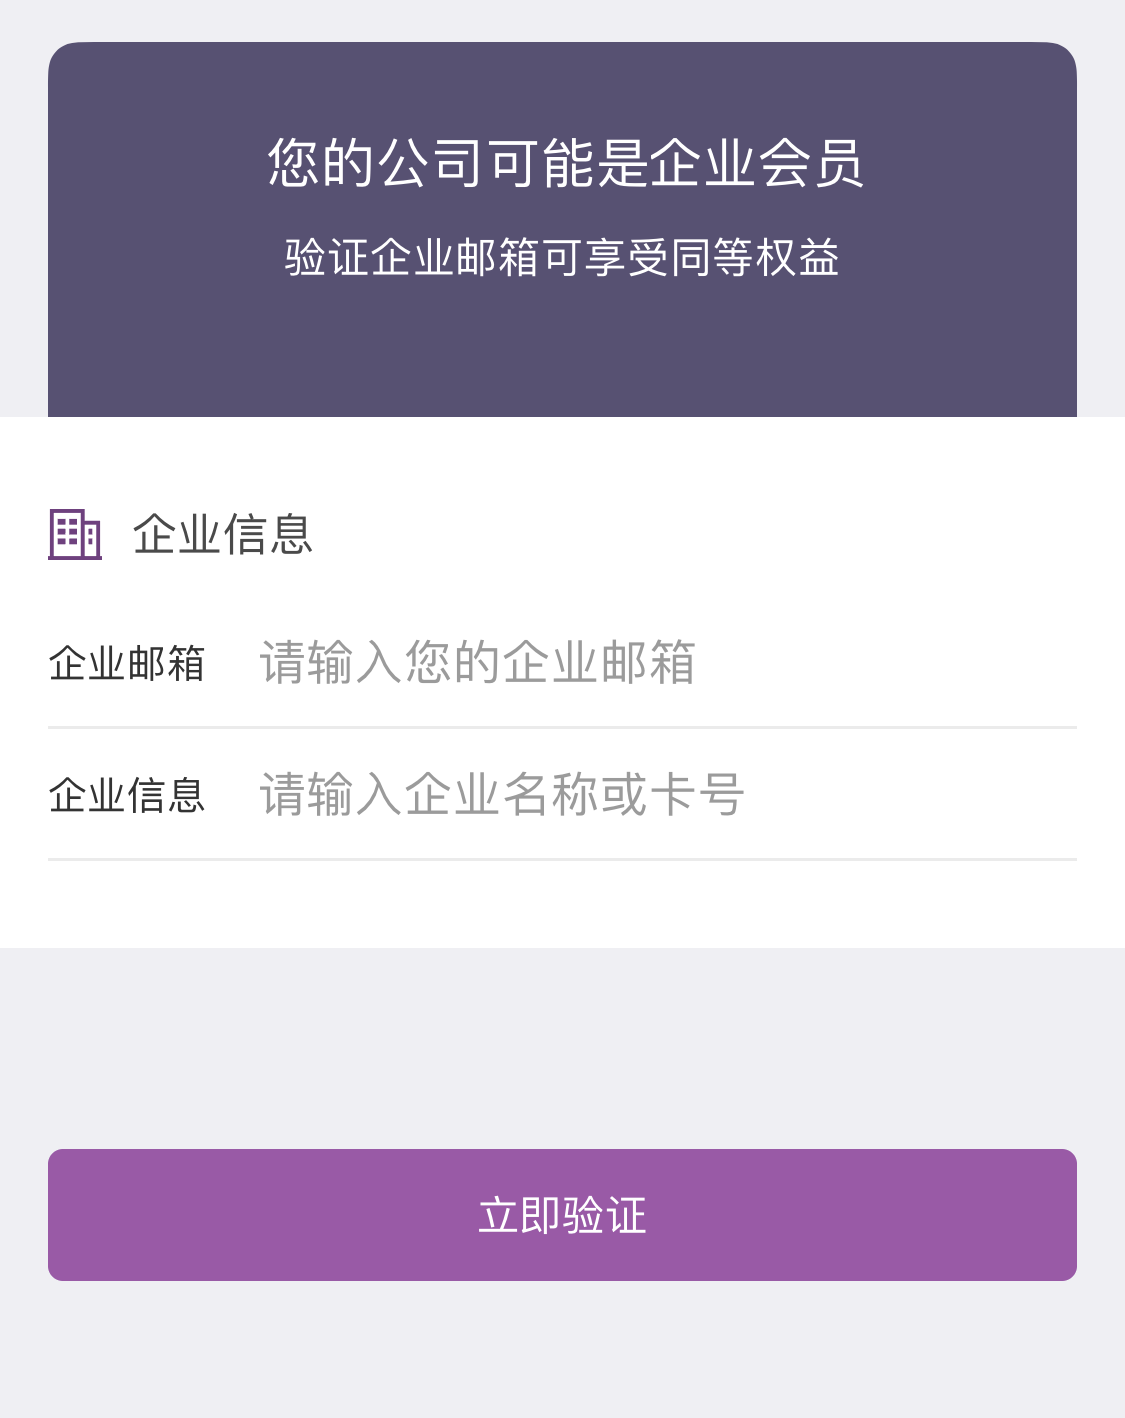 您的公司可能是企业会员
验证企业邮箱可享受同等权益
企业信息
企业邮箱 请输入您的企业邮箱
企业信息 请输入企业名称或卡号
立即验证